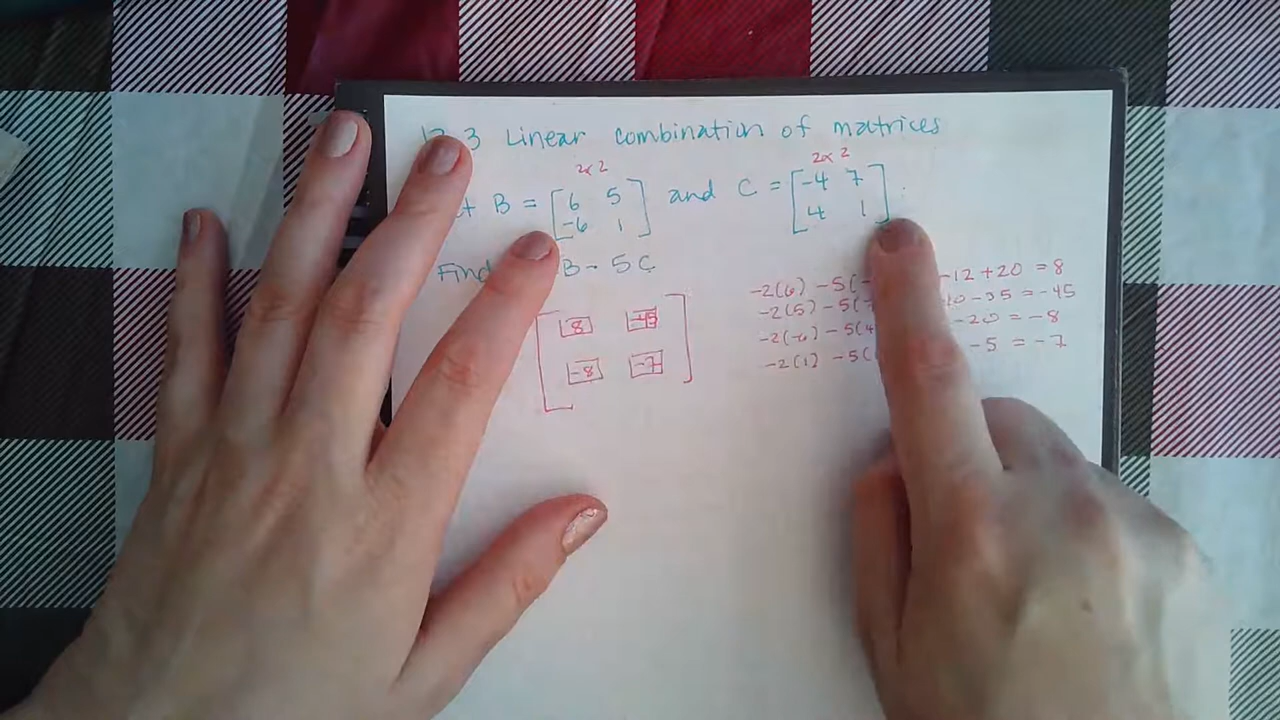 3 Linear combination of matrices
2x2 2x2
B = [6 5 -6 1] and C = [-4 7 4 1]
Find B - 5C
-2(6) -5( -12 +20 = 8
-2(5) -5( -35 = -45
-2(-6) -5(4 -20 = -8
-2(1) -5( -5 = -7
[8 -45
-8 -7]